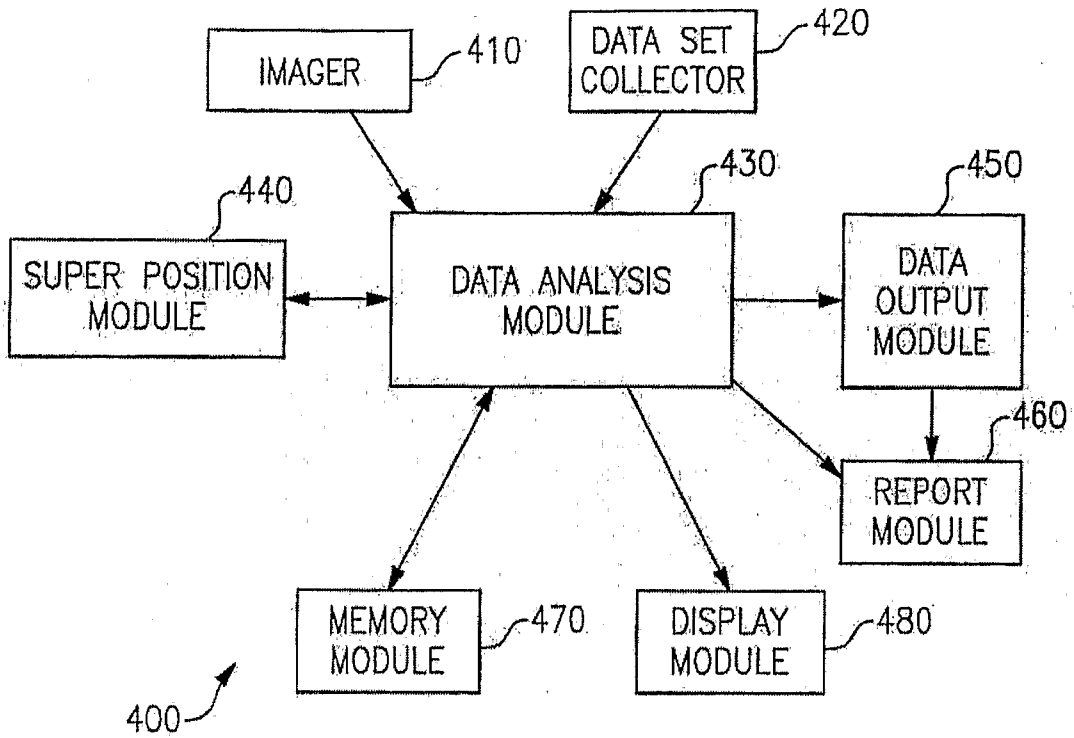 IMAGER
410
DATA SET
COLLECTOR
420
440
430
450
SUPER POSITION
MODULE
DATA ANALYSIS
MODULE
DATA
OUTPUT
MODULE
460
REPORT
MODULE
MEMORY
MODULE
470
DISPLAY
MODULE
480
400